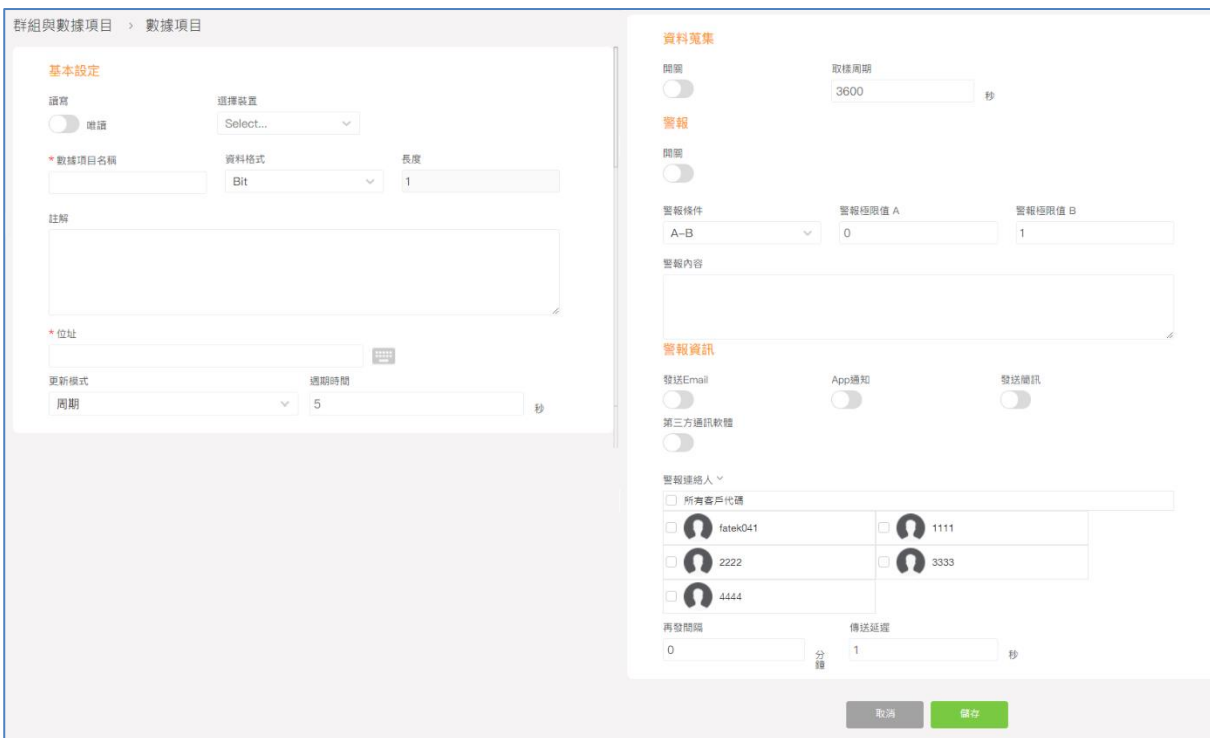 群組與數據項目 › 數據項目
基本設定
讀寫 選擇裝置
唯讀 Select...
* 數據項目名稱 資料格式 長度
Bit 1
註解
* 位址
更新模式 週期時間
周期 5 秒
資料蒐集
開關 取樣周期
3600 秒
警報
開關
警報條件 警報極限值 A 警報極限值 B
A-B 0 1
警報內容
警報資訊
發送Email App通知 發送簡訊
第三方通訊軟體
警報連絡人
所有客戶代碼
fatek041 1111
2222 3333
4444
再發間隔 傳送延遲
0 分鐘 1 秒
取消 儲存